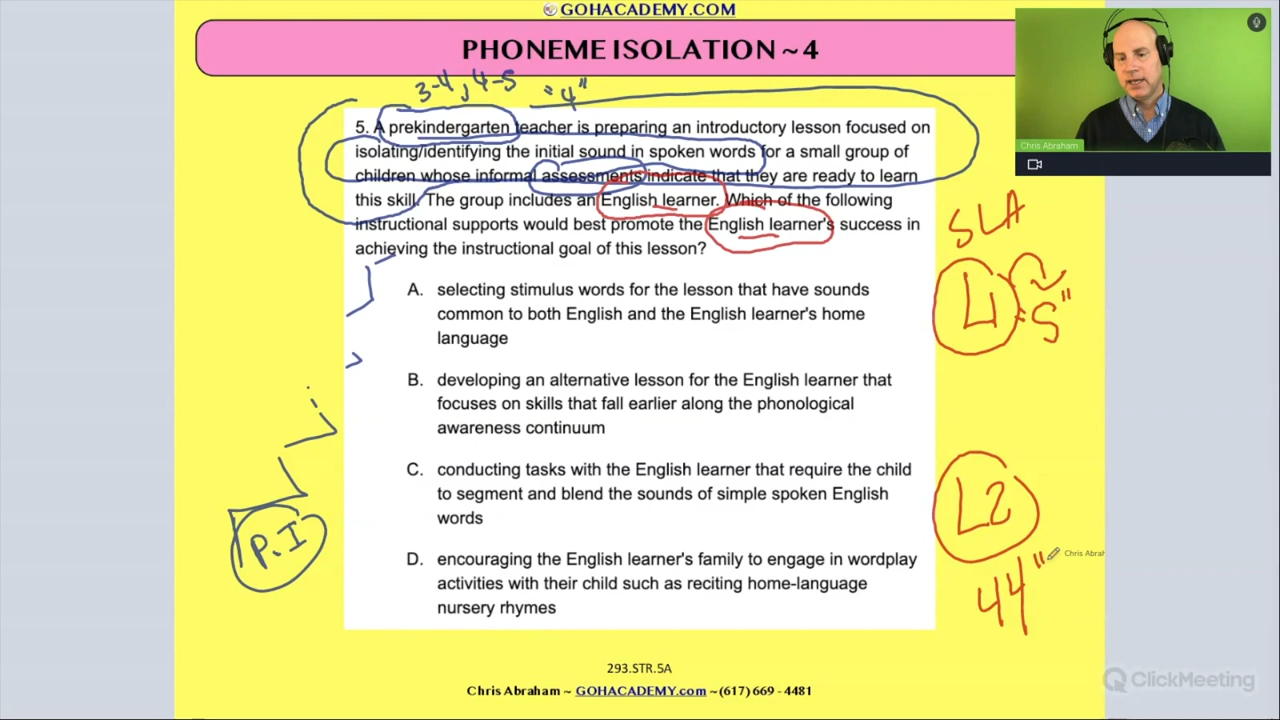 GOHACADEMY.COM
PHONEME ISOLATION ~ 4
3-4, 4-5 = 4"
5. A prekindergarten teacher is preparing an introductory lesson focused on
isolating/identifying the initial sound in spoken words for a small group of
children whose informal assessments indicate that they are ready to learn
this skill. The group includes an English learner. Which of the following
instructional supports would best promote the English learner's success in
achieving the instructional goal of this lesson?
A. selecting stimulus words for the lesson that have sounds
common to both English and the English learner's home
language
B. developing an alternative lesson for the English learner that
focuses on skills that fall earlier along the phonological
awareness continuum
C. conducting tasks with the English learner that require the child
to segment and blend the sounds of simple spoken English
words
D. encouraging the English learner's family to engage in wordplay
activities with their child such as reciting home-language
nursery rhymes
P.I
SLA
L1
= 5"
L2
44"
Chris Abrah
Chris Abraham
293.STR.5A
Chris Abraham ~ GOHACADEMY.com ~(617) 669 - 4481
ClickMeeting